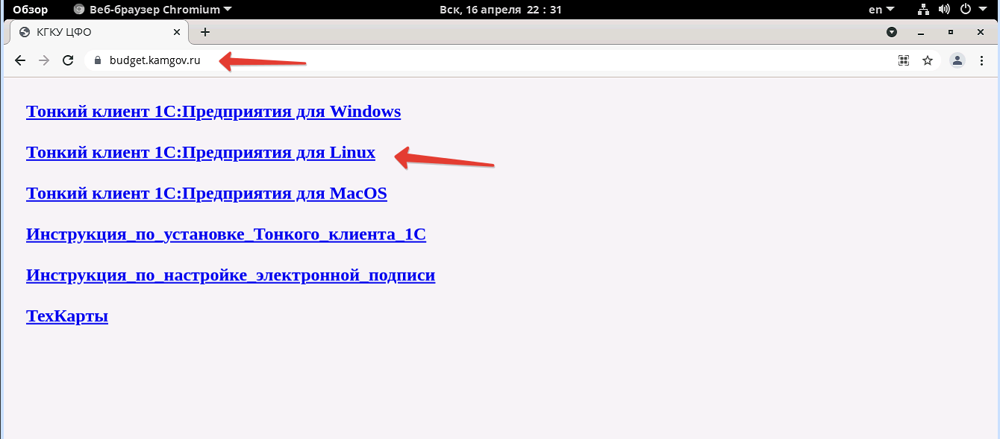 Обзор Веб-браузер Chromium Вск, 16 апреля 22 : 31 en
КГКУ ЦФО
budget.kamgov.ru
Тонкий клиент 1С:Предприятия для Windows
Тонкий клиент 1С:Предприятия для Linux
Тонкий клиент 1С:Предприятия для MacOS
Инструкция_по_установке_Тонкого_клиента_1С
Инструкция_по_настройке_электронной_подписи
ТехКарты